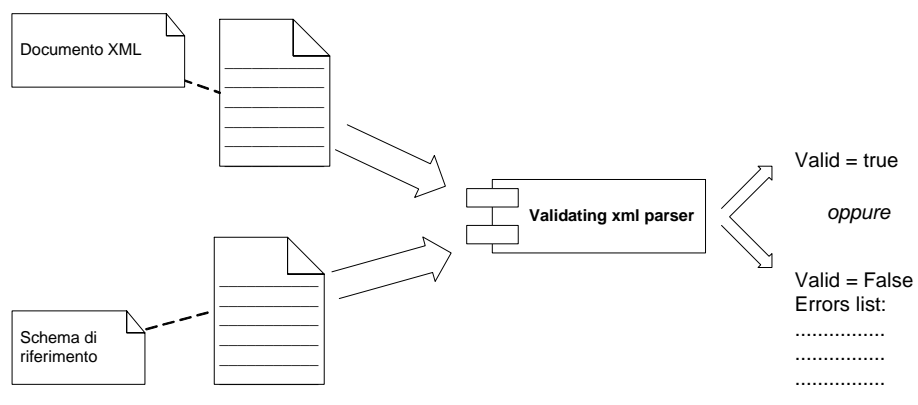 Documento XML
Schema di
riferimento
Validating xml parser
Valid = true
oppure
Valid = False
Errors list:
................
................
................